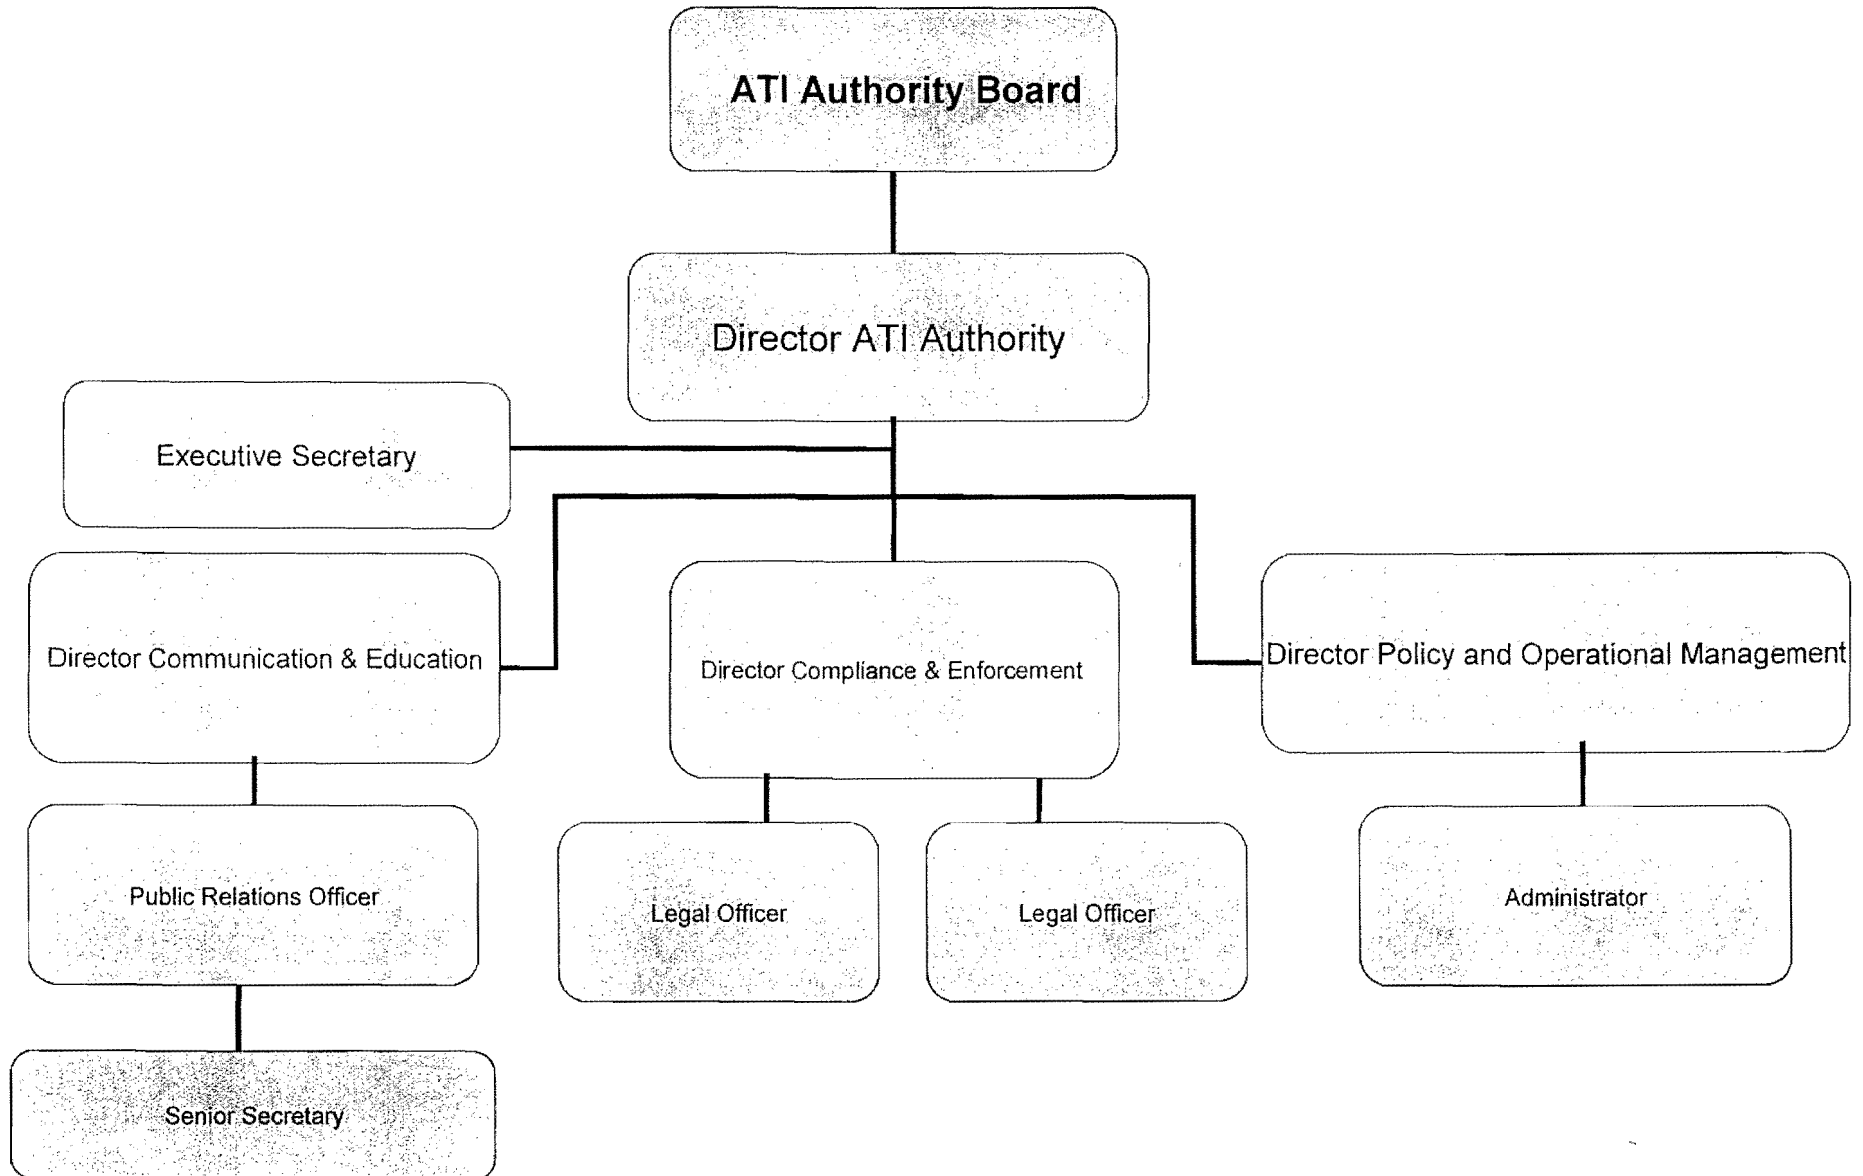 ATI Authority Board
Director ATI Authority
Executive Secretary
Director Communication & Education
Director Compliance & Enforcement
Director Policy and Operational Management
Public Relations Officer
Legal Officer
Legal Officer
Administrator
Senior Secretary